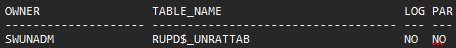 OWNER TABLE_NAME LOG PAR
-------------------- ---------------------------------- --- ---
SWUNADM RUPD$_UNRATTAB NO NO